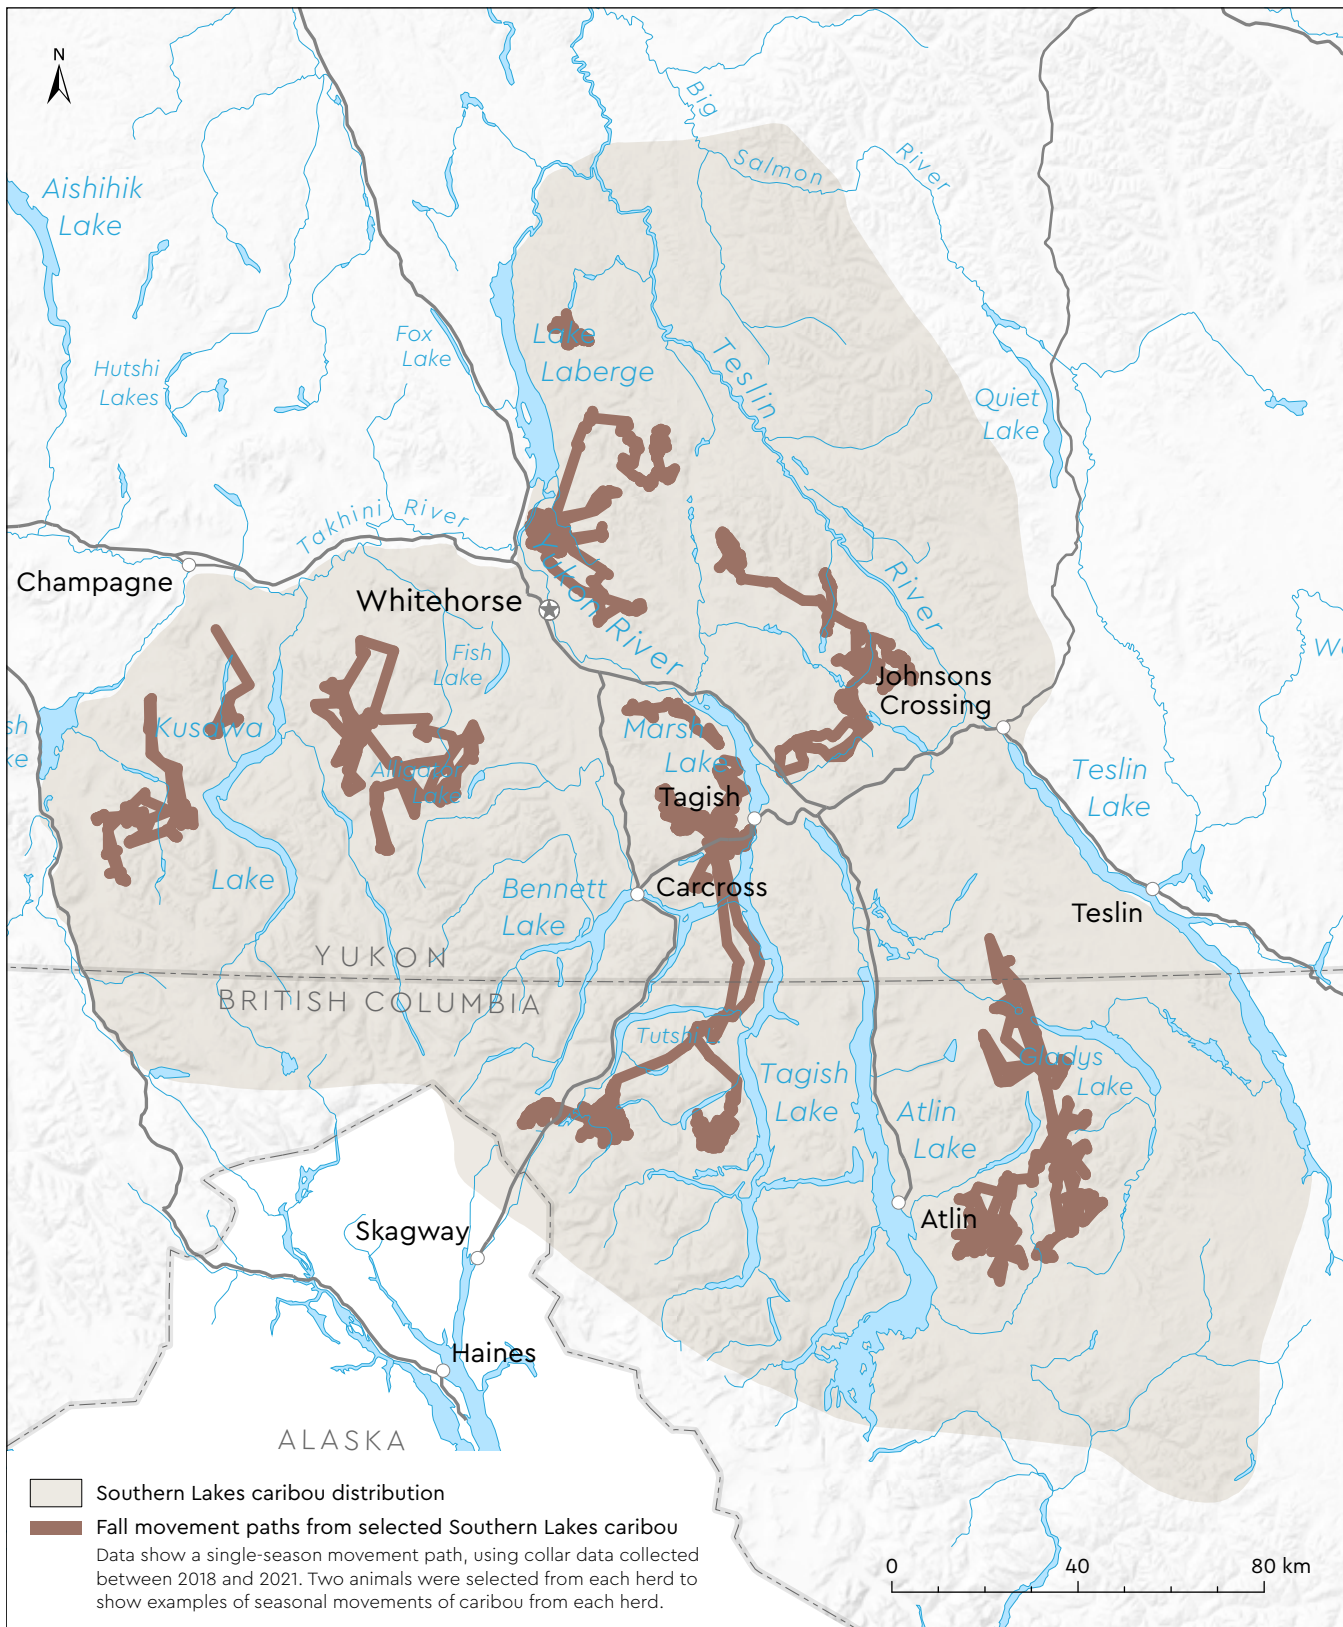 N
Big
Salmon
River
Aishihik
Lake
Fox
Lake
Lake
Laberge
Teslin
Hutshi
Lakes
Quiet
Lake
Takhini River
Champagne
Whitehorse
Yukon River
River
Fish
Lake
Johnsons
Crossing
Kusawa
Marsh
Lake
Alligator
Lake
Tagish
Teslin
Lake
Lake
Bennett
Lake
Carcross
Teslin
YUKON
BRITISH COLUMBIA
Tutshi L.
Gladys
Lake
Tagish
Lake
Atlin
Lake
Atlin
Skagway
Haines
ALASKA
Southern Lakes caribou distribution
Fall movement paths from selected Southern Lakes caribou
Data show a single-season movement path, using collar data collected
between 2018 and 2021. Two animals were selected from each herd to
show examples of seasonal movements of caribou from each herd.
0 40 80 km